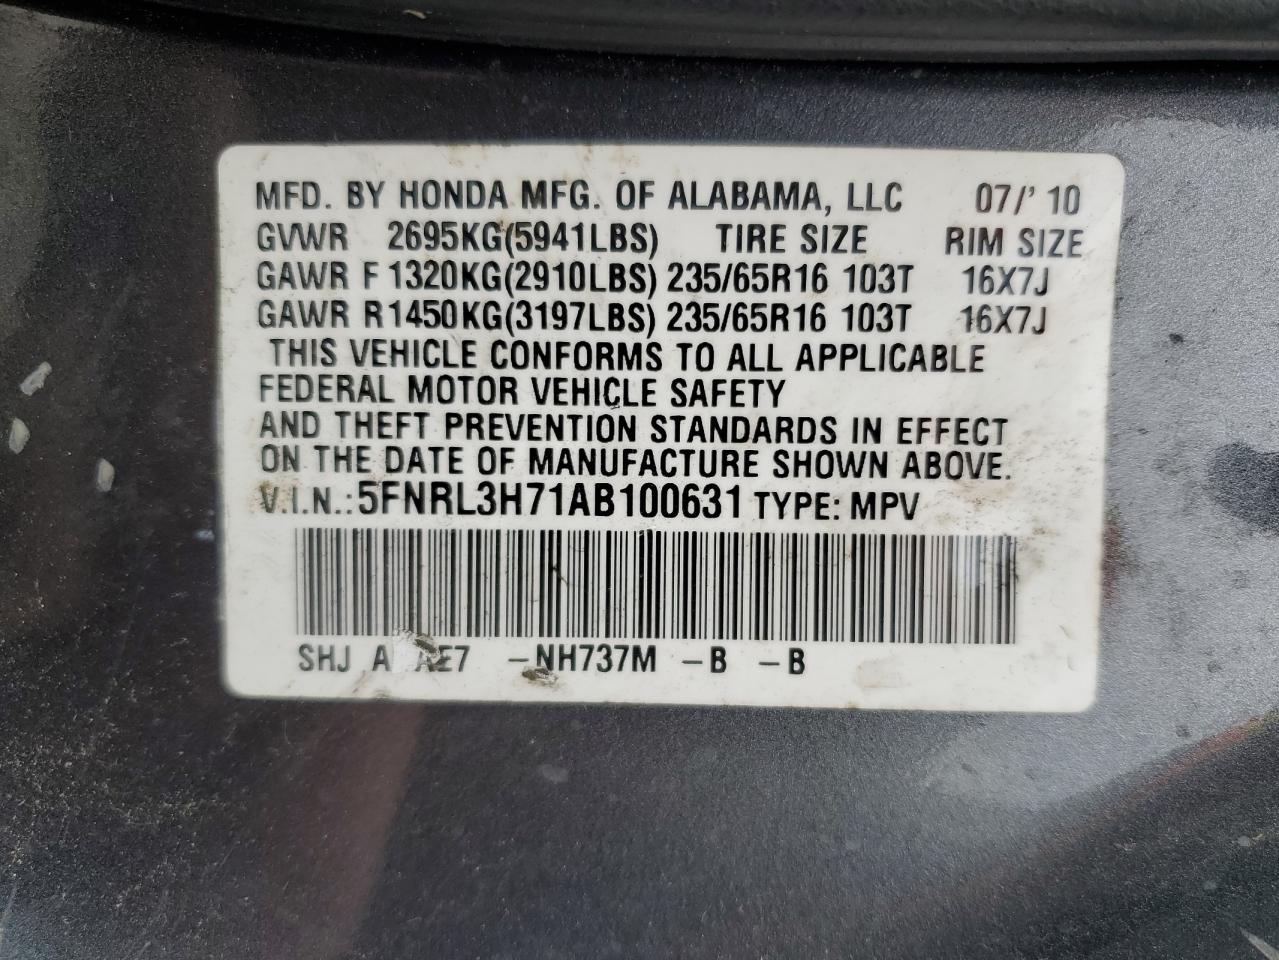 MFD. BY HONDA MFG. OF ALABAMA, LLC 07/' 10
GVWR 2695KG(5941LBS) TIRE SIZE RIM SIZE
GAWR F 1320KG(2910LBS) 235/65R16 103T 16X7J
GAWR R1450KG(3197LBS) 235/65R16 103T 16X7J
THIS VEHICLE CONFORMS TO ALL APPLICABLE
FEDERAL MOTOR VEHICLE SAFETY
AND THEFT PREVENTION STANDARDS IN EFFECT
ON THE DATE OF MANUFACTURE SHOWN ABOVE.
V.I.N.: 5FNRL3H71AB100631 TYPE: MPV
SHJ A -NH737M -B -B